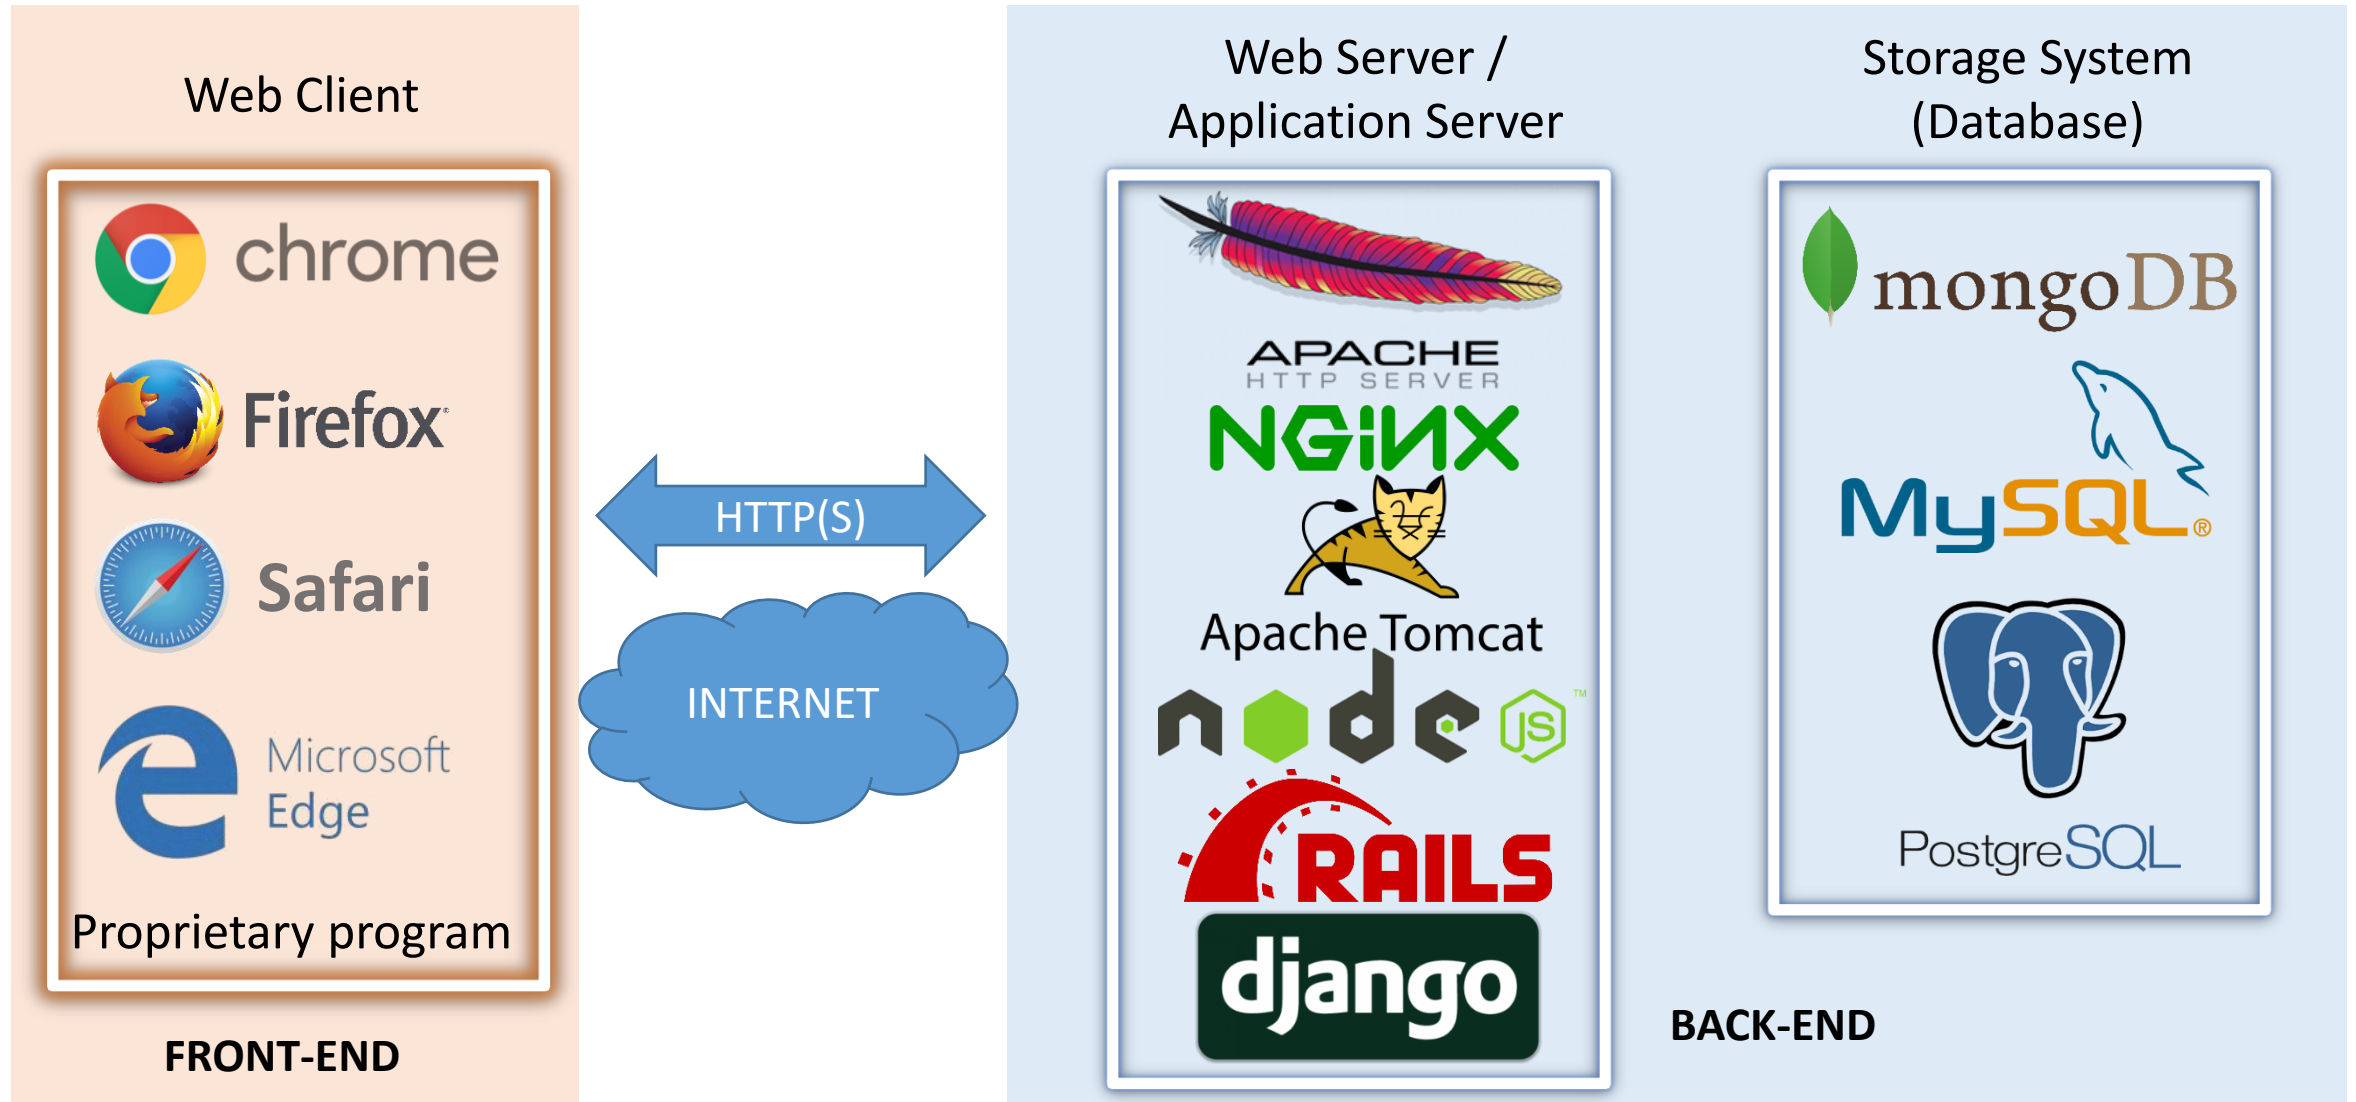 Web Client
chrome
Firefox
Safari
Microsoft
Edge
Proprietary program
FRONT-END
HTTP(S)
INTERNET
Web Server /
Application Server
APACHE
HTTP SERVER
NGiNX
Apache Tomcat
node
JS ™
RAILS
django
Storage System
(Database)
mongoDB
MySQL®
PostgreSQL
BACK-END